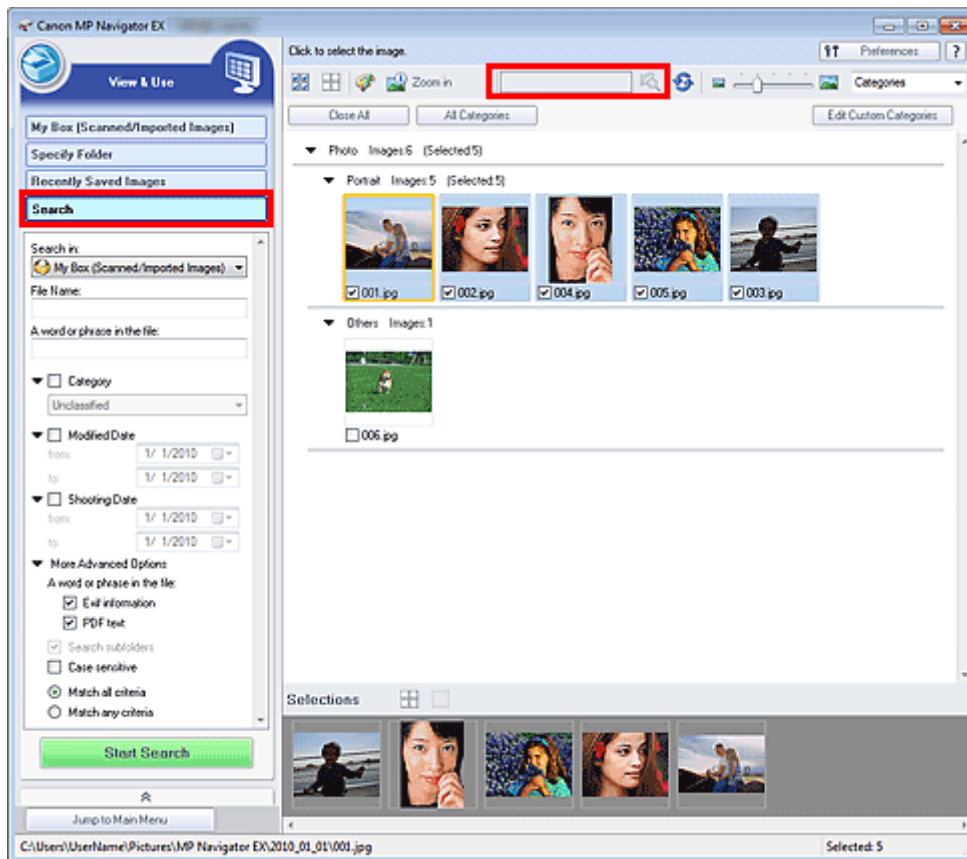 Canon MP Navigator EX
View & Use
My Box (Scanned/Imported Images)
Specify Folder
Recently Saved Images
Search
Search in:
My Box (Scanned/Imported Images)
File Name:
A word or phrase in the file:
Category
Unclassified
Modified Date
from: 1/ 1/2010
to: 1/ 1/2010
Shooting Date
from: 1/ 1/2010
to: 1/ 1/2010
More Advanced Options
A word or phrase in the file:
Exif information
PDF text
Search subfolders
Case sensitive
Match all criteria
Match any criteria
Start Search
Jump to Main Menu
Click to select the image.
Preferences ?
Zoom in
Categories
Close All All Categories Edit Custom Categories
Photo Images:6 (Selected:5)
Portrait Images:5 (Selected:5)
001.jpg 002.jpg 004.jpg 005.jpg 003.jpg
Others Images:1
006.jpg
Selections
C:\Users\UserName\Pictures\MP Navigator EX\2010_01_01\001.jpg Selected: 5